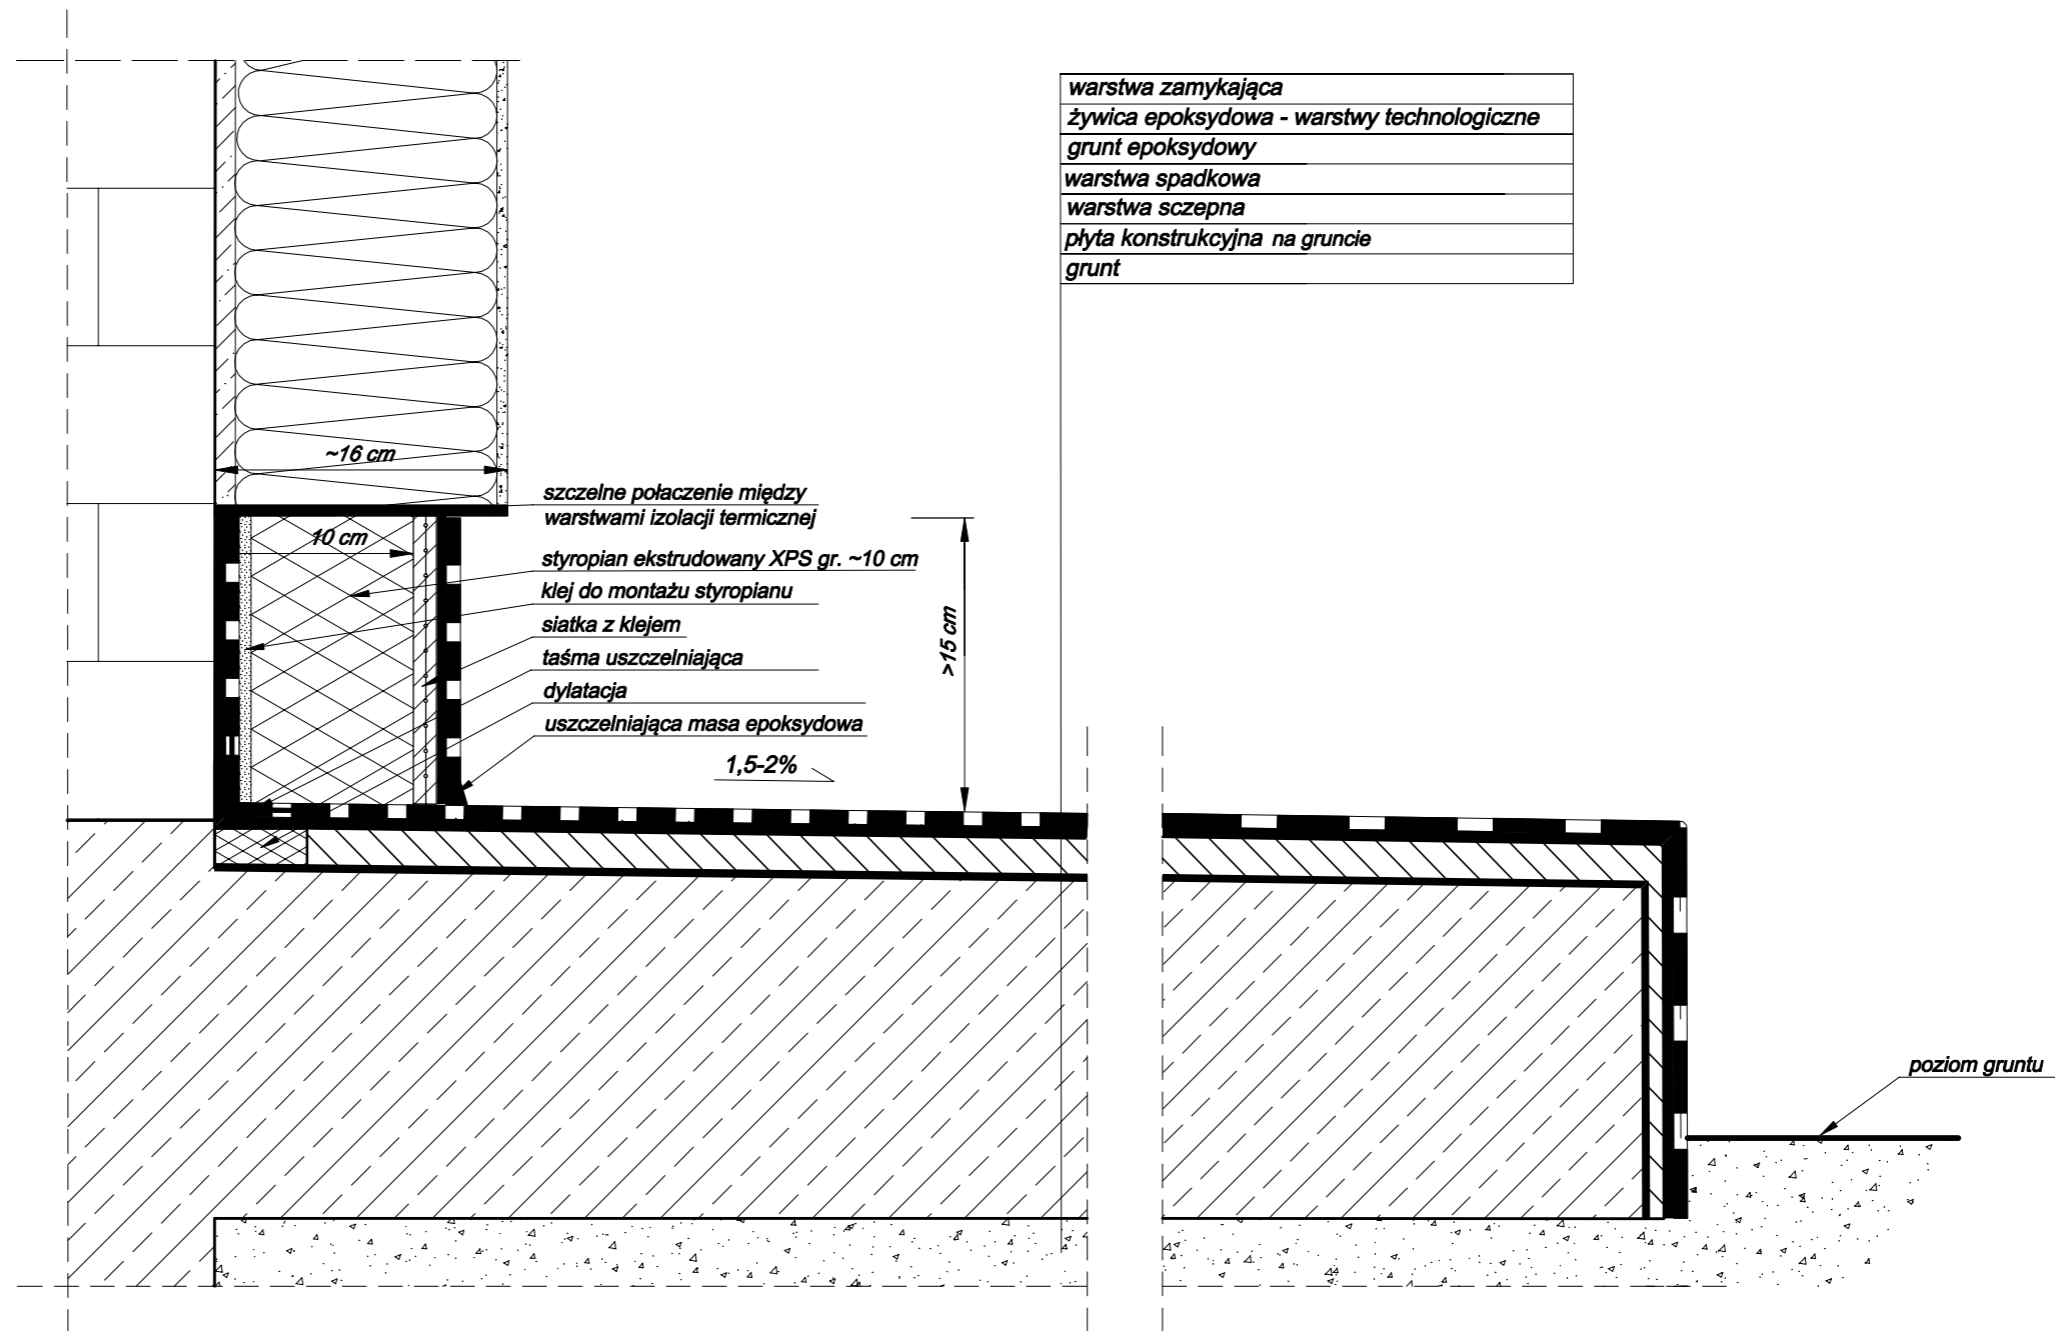 warstwa zamykająca
żywica epoksydowa - warstwy technologiczne
grunt epoksydowy
warstwa spadkowa
warstwa sczepna
płyta konstrukcyjna na gruncie
grunt
~16 cm
szczelne połaczenie między
warstwami izolacji termicznej
10 cm
styropian ekstrudowany XPS gr. ~10 cm
klej do montażu styropianu
siatka z klejem
taśma uszczelniająca
dylatacja
uszczelniająca masa epoksydowa
>15 cm
1,5-2%
poziom gruntu